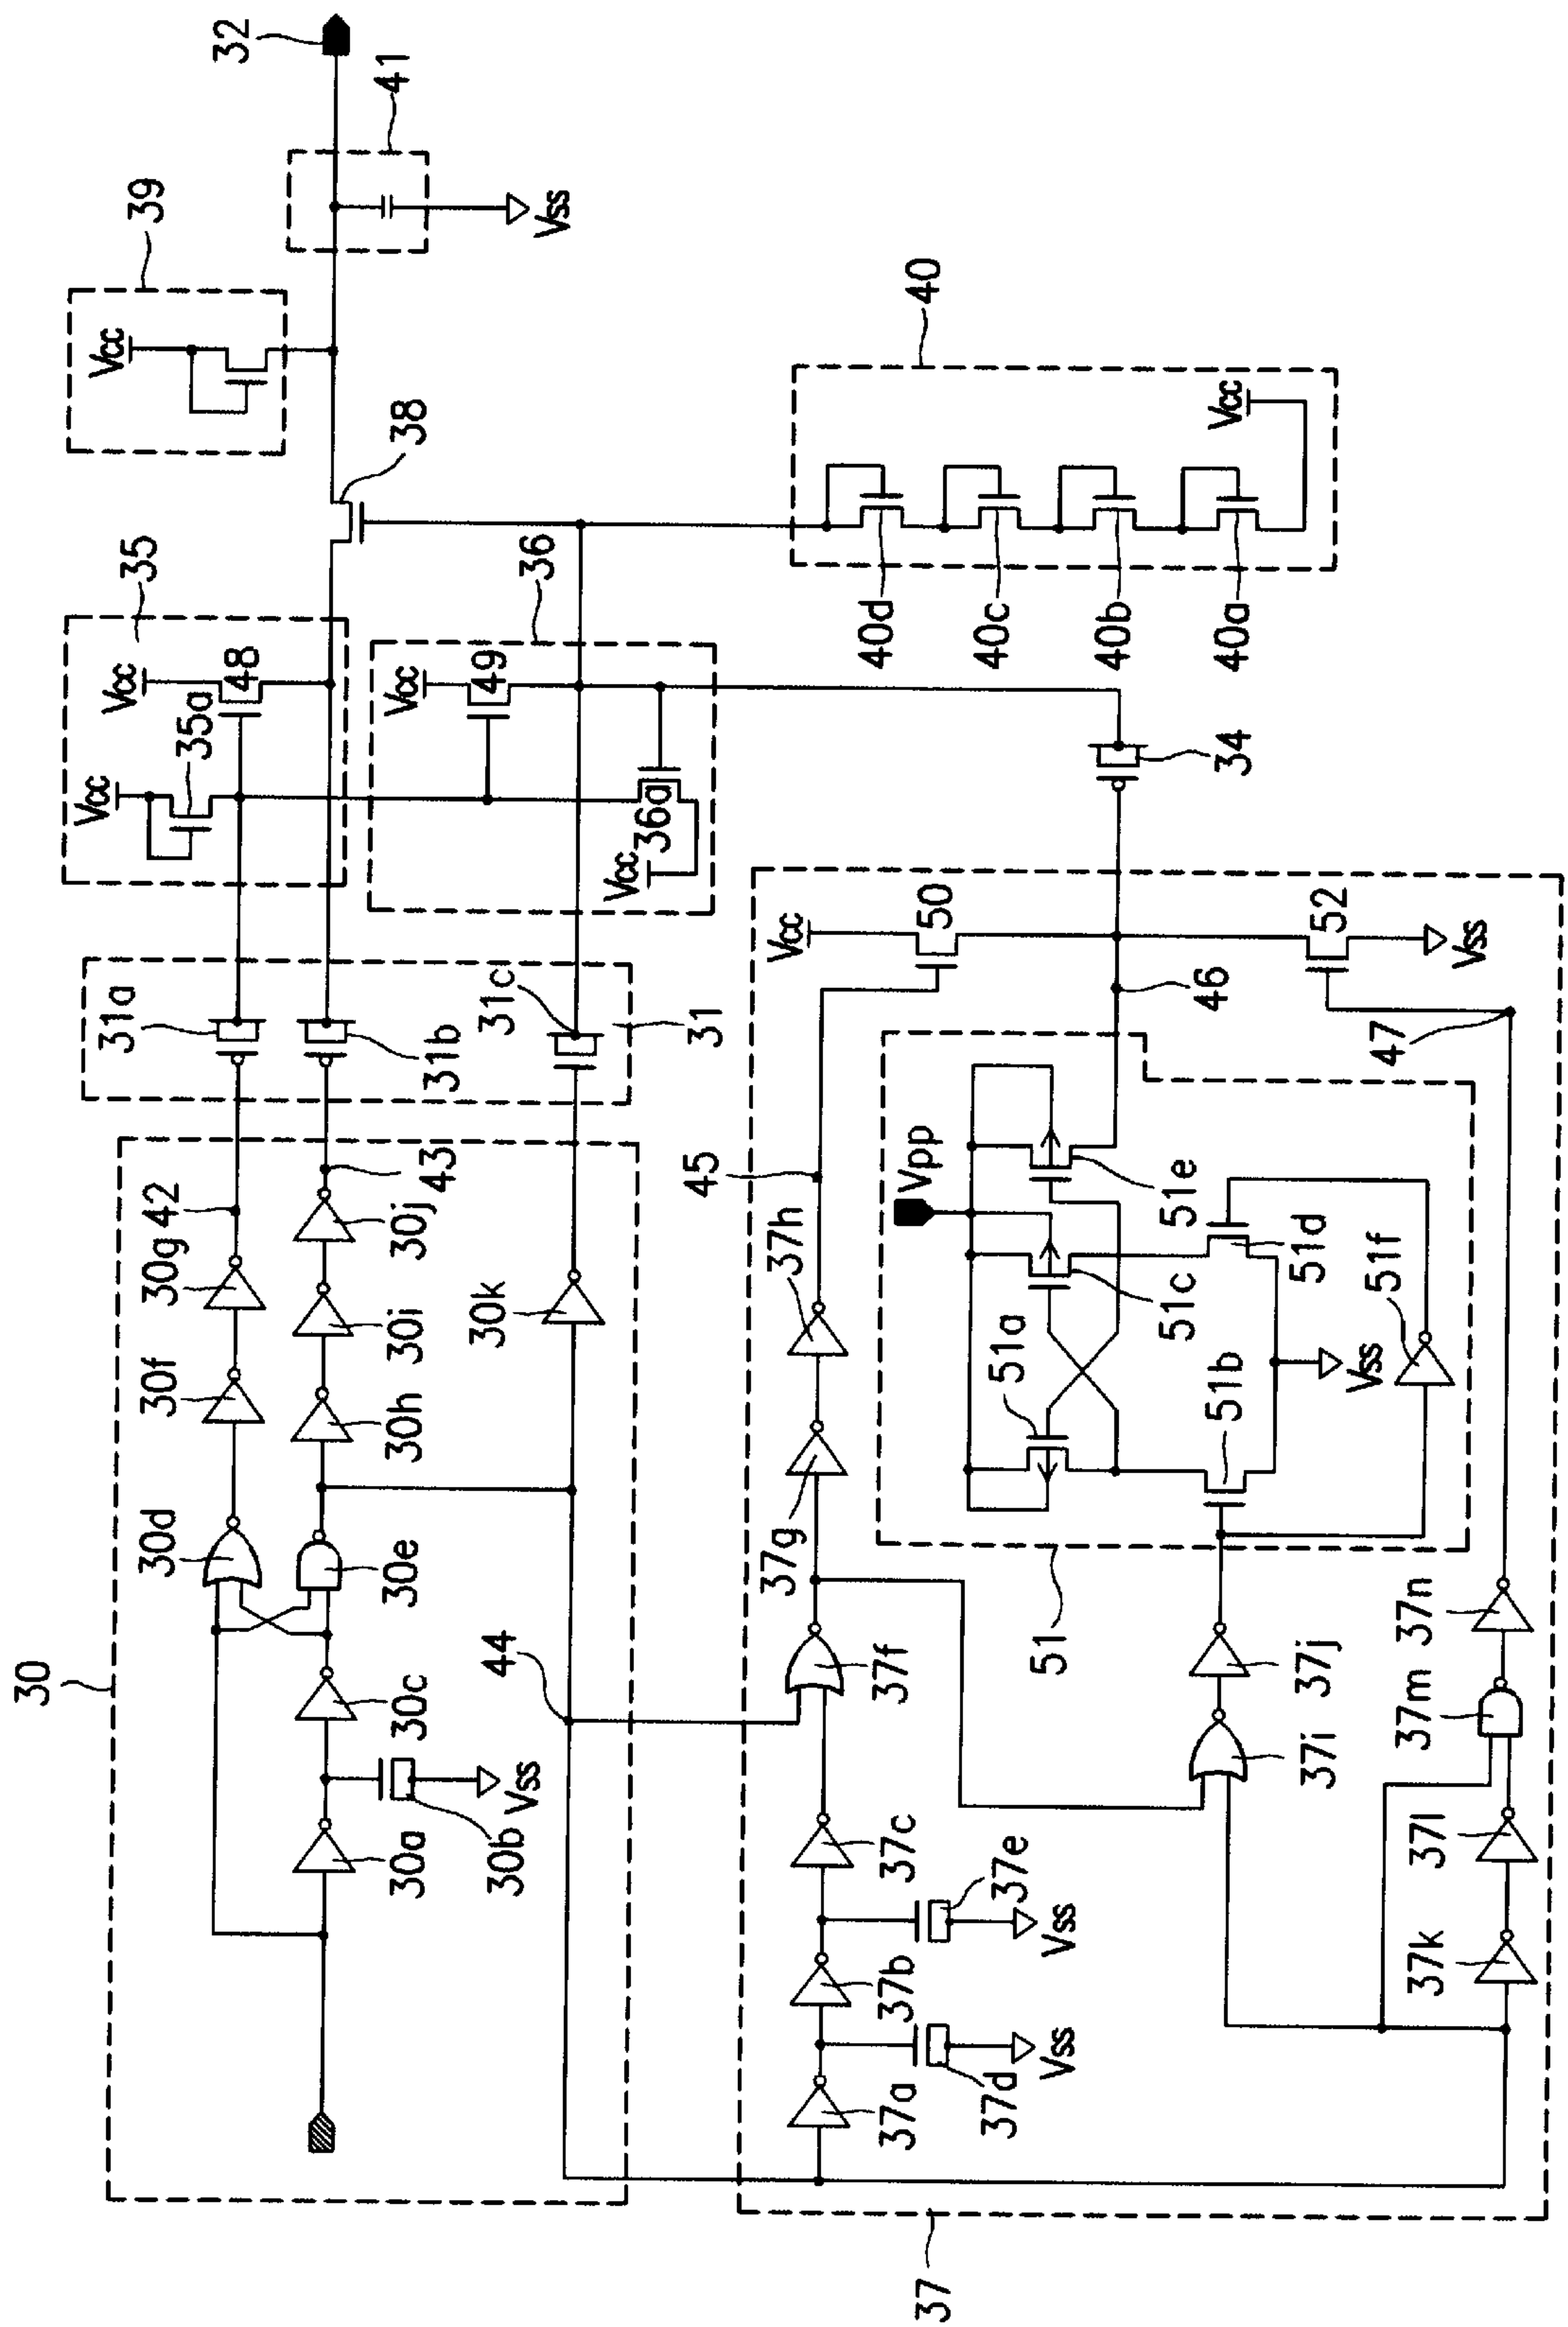 30
30a
30b
Vss
30c
30d
30e
30f
30g
42
30h
30i
30j
43
30k
44
31a
31b
31c
31
Vcc
35a
Vcc
48
35
Vcc
49
36
36a
Vcc
38
39
Vcc
41
Vss
32
40
40d
40c
40b
40a
Vcc
34
37
37a
37d
Vss
37b
37e
Vss
37c
37f
37g
37h
45
Vcc
50
46
52
Vss
47
51
Vpp
51a
51b
51c
51d
51e
51f
Vss
37i
37j
37k
37l
37m
37n